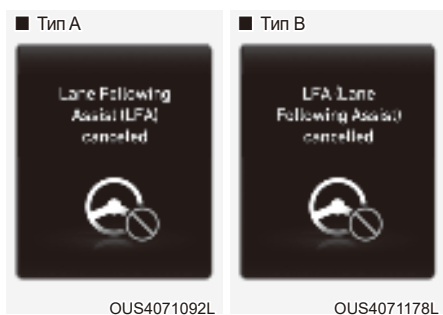 ■ Тип A
Lane Following
Assist (LFA)
canceled
OUS4071092L
■ Тип B
LFA (Lane
Following Assist)
cancelled
OUS4071178L